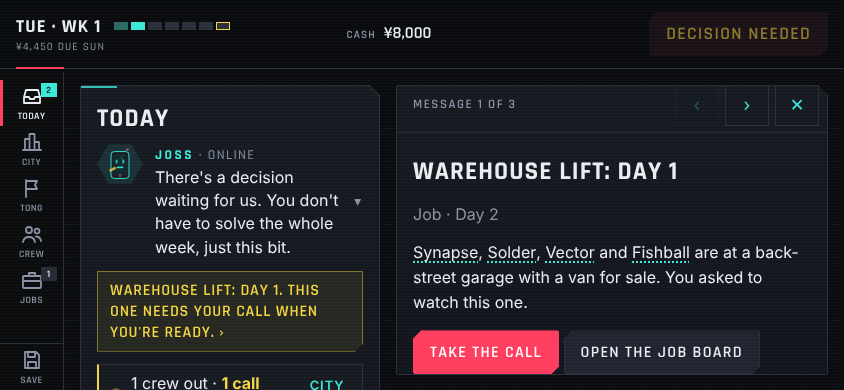 TUE · WK 1
¥4,450 DUE SUN
CASH ¥8,000
DECISION NEEDED
2
TODAY
CITY
TONG
CREW
1
JOBS
SAVE
TODAY
JOSS · ONLINE
There's a decision
waiting for us. You don't
have to solve the whole
week, just this bit.
WAREHOUSE LIFT: DAY 1. THIS
ONE NEEDS YOUR CALL WHEN
YOU'RE READY. ›
1 crew out · 1 call
CITY
MESSAGE 1 OF 3
WAREHOUSE LIFT: DAY 1
Job · Day 2
Synapse, Solder, Vector and Fishball are at a back-
street garage with a van for sale. You asked to
watch this one.
TAKE THE CALL
OPEN THE JOB BOARD